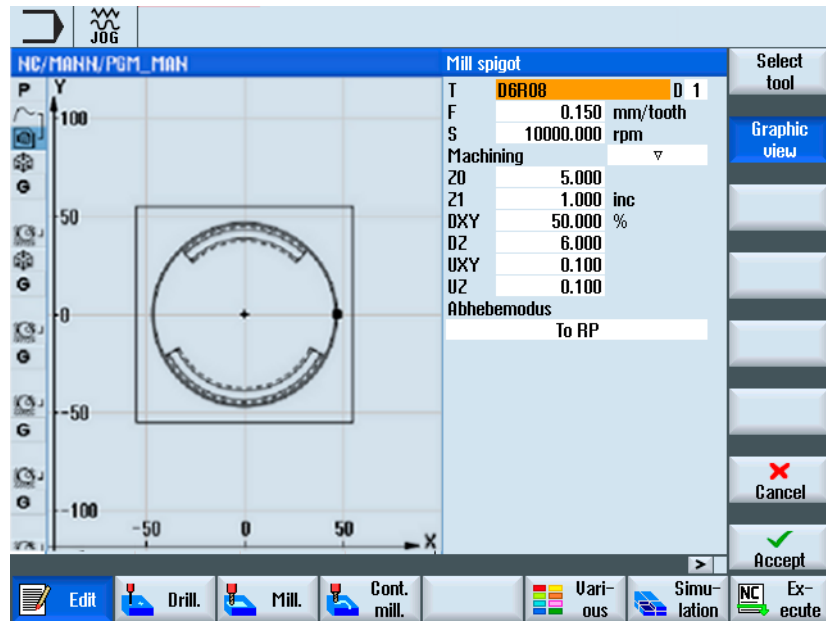 JOG
NC/MANN/PGM_MAN
Mill spigot
Select
tool
P
Y
T D6R08 D 1
100
F 0.150 mm/tooth
S 10000.000 rpm
Graphic
view
Machining
G
Z0 5.000
Z1 1.000 inc
50
DXY 50.000 %
DZ 6.000
UXY 0.100
G
UZ 0.100
Abhebemodus
0
To RP
G
-50
G
Cancel
G
-100
-50 0 50
X
Accept
>
Edit
Drill.
Mill.
Cont.
mill.
Vari-
ous
Simu-
lation
NC
Ex-
ecute